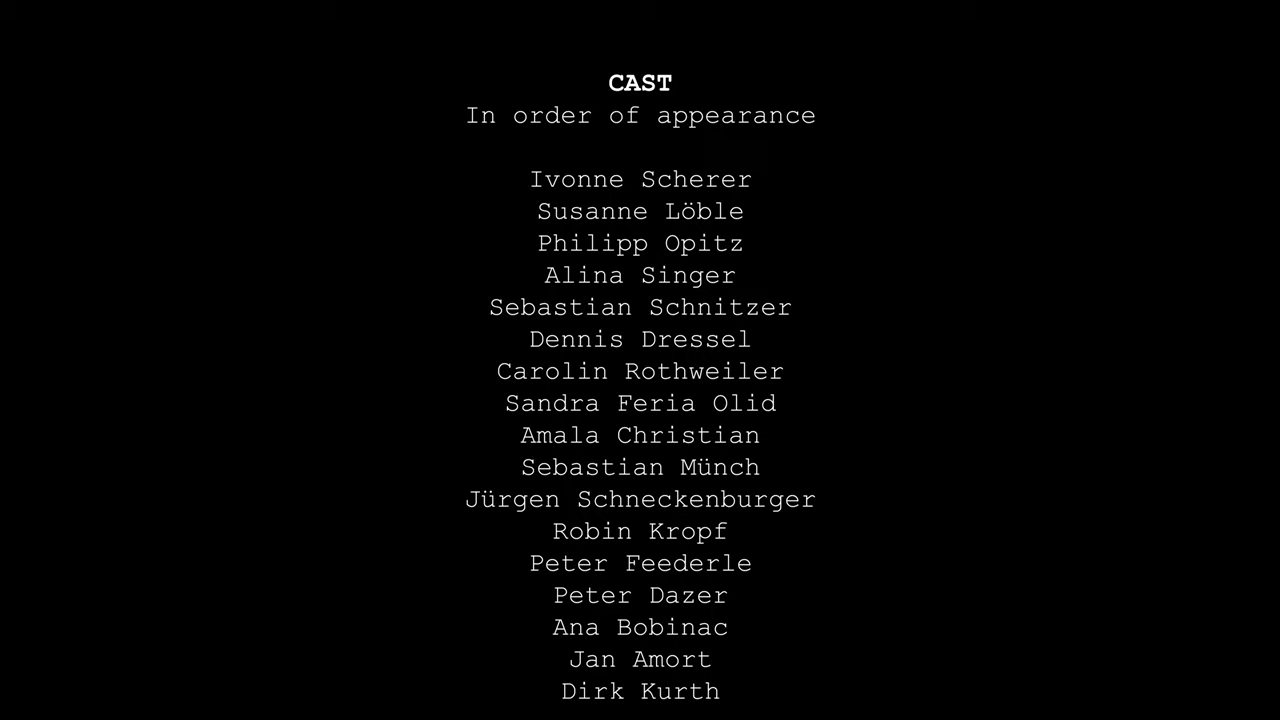 CAST
In order of appearance
Ivonne Scherer
Susanne Löble
Philipp Opitz
Alina Singer
Sebastian Schnitzer
Dennis Dressel
Carolin Rothweiler
Sandra Feria Olid
Amala Christian
Sebastian Münch
Jürgen Schneckenburger
Robin Kropf
Peter Feederle
Peter Dazer
Ana Bobinac
Jan Amort
Dirk Kurth